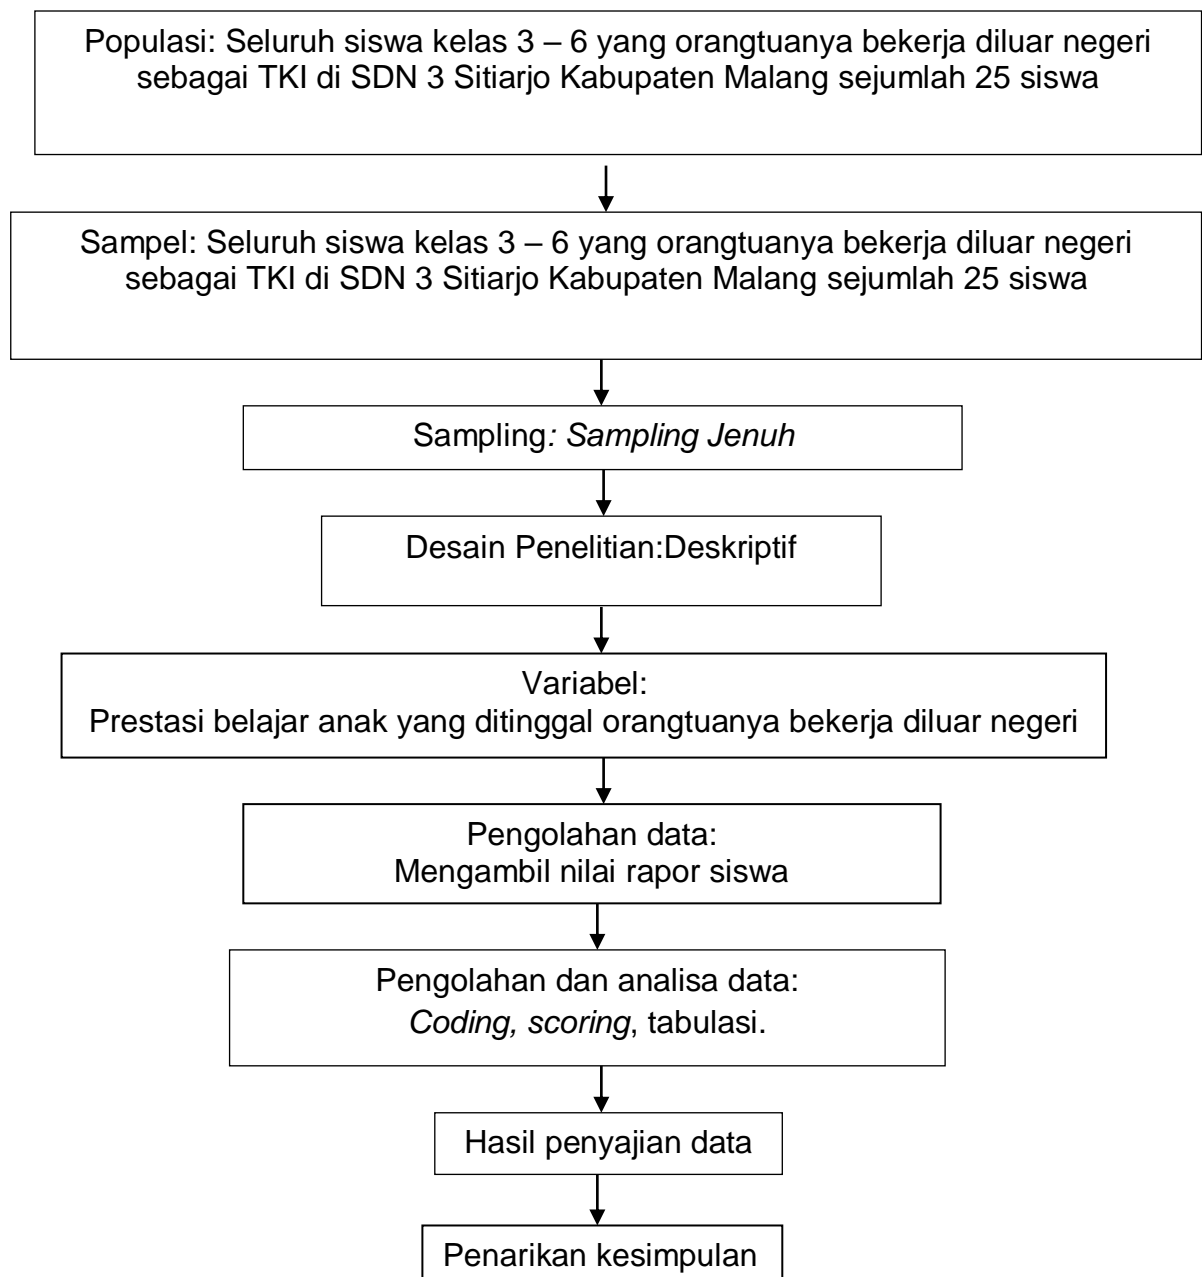 Populasi: Seluruh siswa kelas 3 – 6 yang orangtuanya bekerja diluar negeri
sebagai TKI di SDN 3 Sitiarjo Kabupaten Malang sejumlah 25 siswa
Sampel: Seluruh siswa kelas 3 – 6 yang orangtuanya bekerja diluar negeri
sebagai TKI di SDN 3 Sitiarjo Kabupaten Malang sejumlah 25 siswa
Sampling: Sampling Jenuh
Desain Penelitian:Deskriptif
Variabel:
Prestasi belajar anak yang ditinggal orangtuanya bekerja diluar negeri
Pengolahan data:
Mengambil nilai rapor siswa
Pengolahan dan analisa data:
Coding, scoring, tabulasi.
Hasil penyajian data
Penarikan kesimpulan